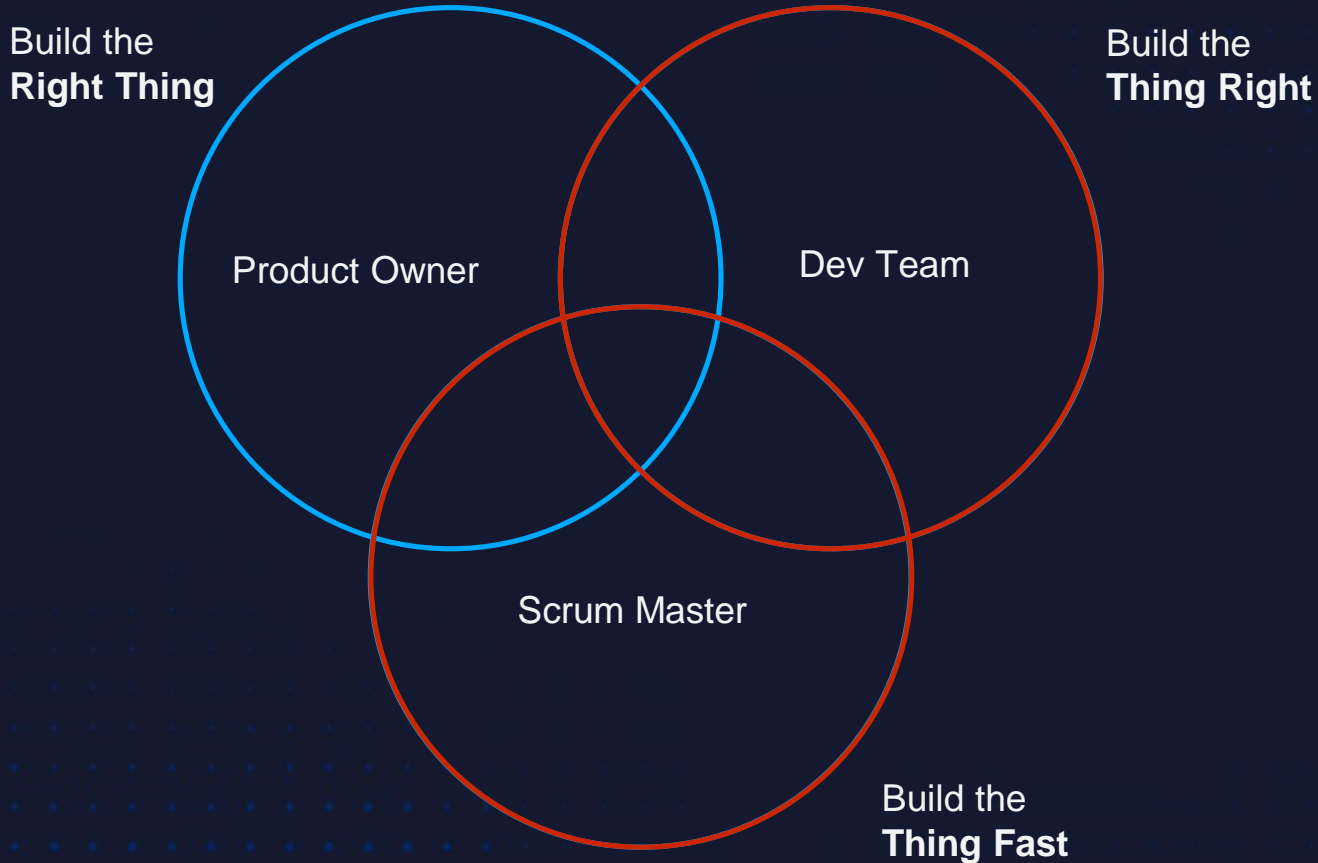 Build the
Right Thing
Build the
Thing Right
Product Owner
Dev Team
Scrum Master
Build the
Thing Fast